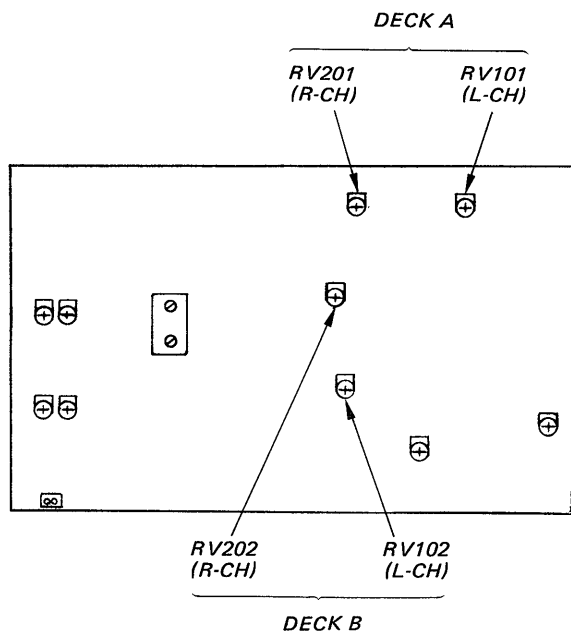 DECK A
RV201
(R-CH)
RV101
(L-CH)
RV202
(R-CH)
RV102
(L-CH)
DECK B